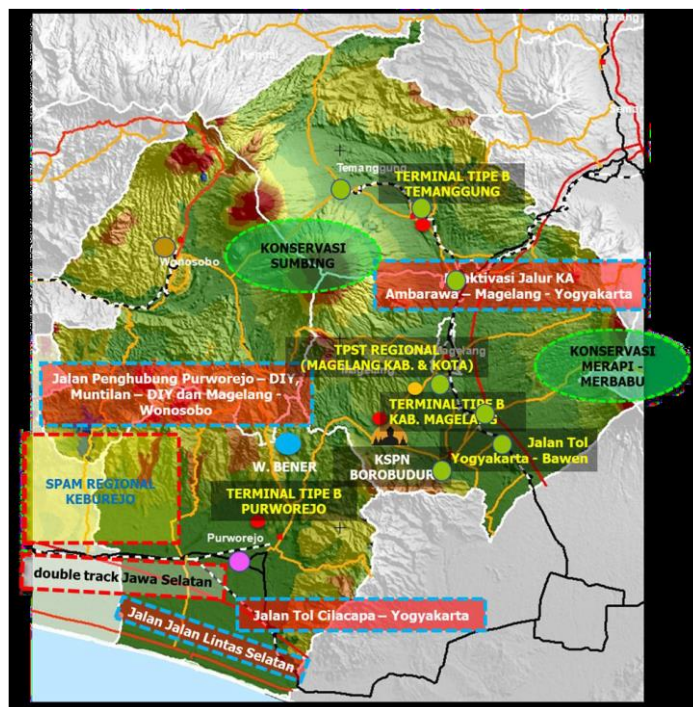 Kota Semarang
Temanggung
TERMINAL TIPE B
TEMANGGUNG
KONSERVASI
SUMBING
Wonosobo
aktivasi Jalur KA
Ambarawa – Magelang - Yogyakarta
TPST REGIONAL
(MAGELANG KAB. & KOTA)
KONSERVASI
MERAPI -
MERBABU
Jalan Penghubung Purworejo – DIY,
Muntilan – DIY dan Magelang -
Wonosobo
TERMINAL TIPE B
KAB. MAGELANG
Jalan Tol
Yogyakarta - Bawen
W. BENER
KSPN
BOROBUDUR
SPAM REGIONAL
KEBUREJO
TERMINAL TIPE B
PURWOREJO
Purworejo
double track Jawa Selatan
Jalan Tol Cilacapa – Yogyakarta
Jalan Jalan Lintas Selatan